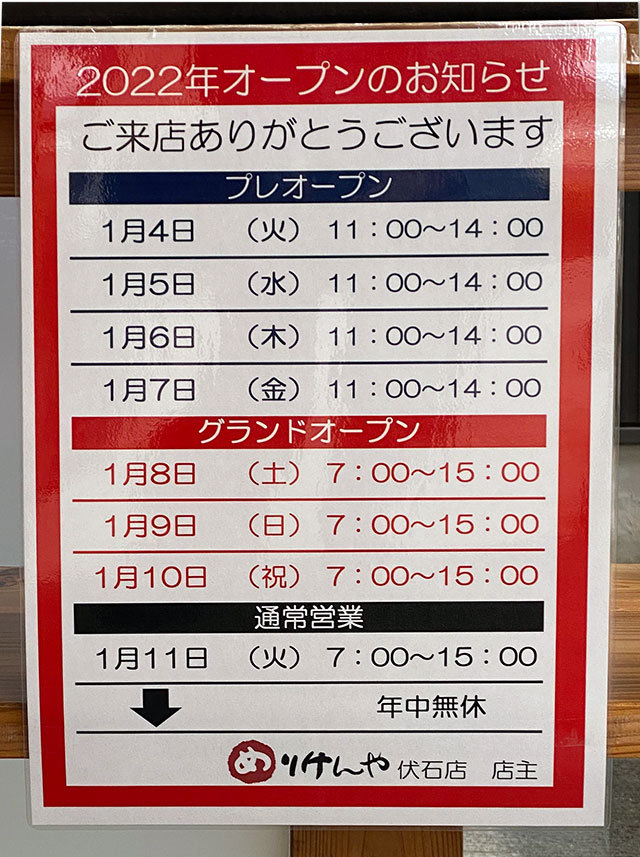 2022年オープンのお知らせ
ご来店ありがとうございます
プレオープン
1月4日 （火） 11：00〜14：00
1月5日 （水） 11：00〜14：00
1月6日 （木） 11：00〜14：00
1月7日 （金） 11：00〜14：00
グランドオープン
1月8日 （土） 7：00〜15：00
1月9日 （日） 7：00〜15：00
1月10日 （祝） 7：00〜15：00
通常営業
1月11日 （火） 7：00〜15：00
年中無休
めりけんや 伏石店 店主